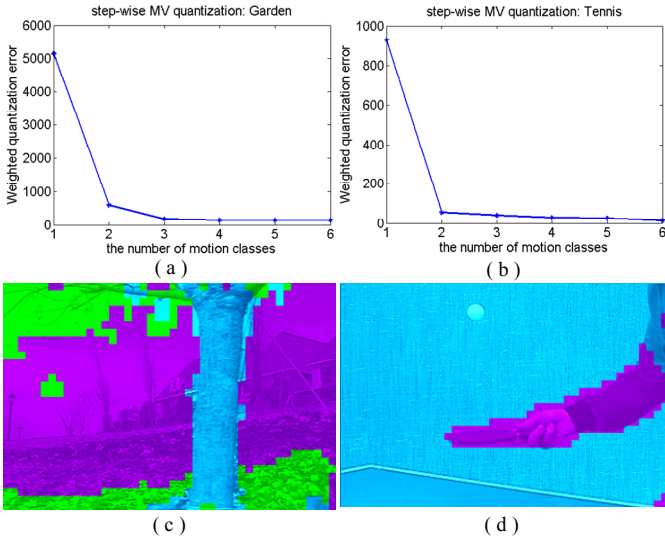 step-wise MV quantization: Garden
Weighted quantization error
6000
5000
4000
3000
2000
1000
0
1 2 3 4 5 6
the number of motion classes
( a )
step-wise MV quantization: Tennis
Weighted quantization error
1000
800
600
400
200
0
1 2 3 4 5 6
the number of motion classes
( b )
( c )
( d )